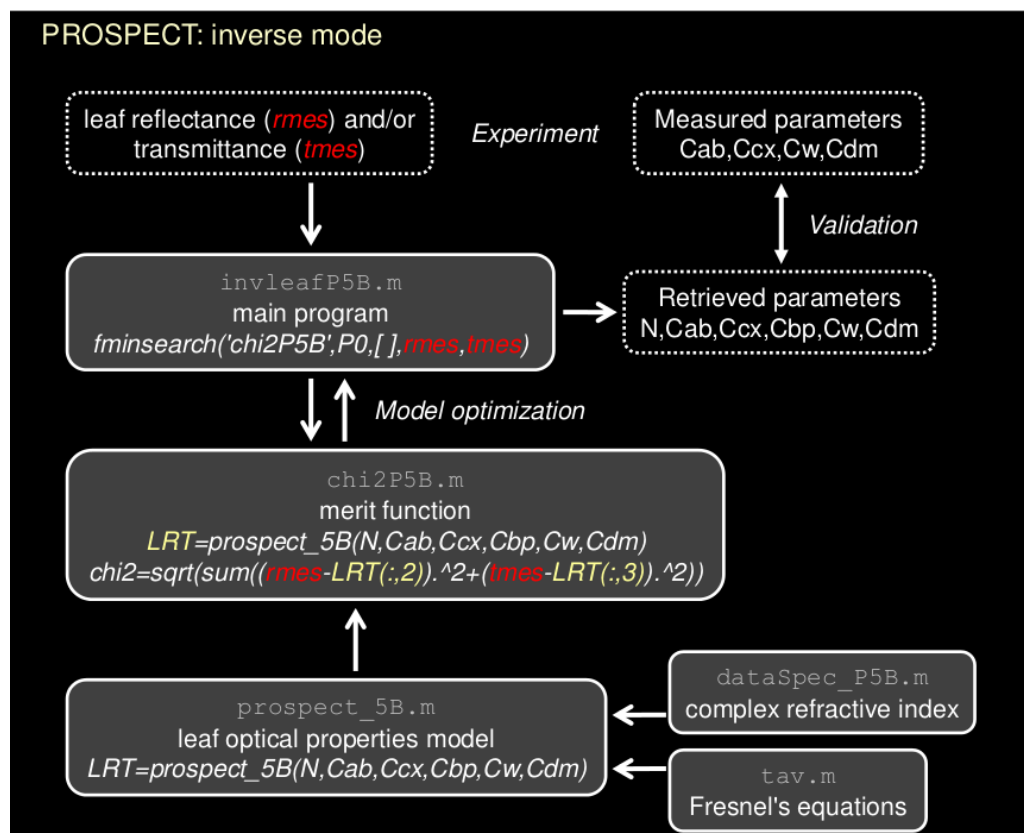 PROSPECT: inverse mode
leaf reflectance (rmes) and/or
transmittance (tmes)
Experiment
Measured parameters
Cab,Ccx,Cw,Cdm
Validation
invleafP5B.m
main program
fminsearch('chi2P5B',P0,[ ],rmes,tmes)
Retrieved parameters
N,Cab,Ccx,Cbp,Cw,Cdm
Model optimization
chi2P5B.m
merit function
LRT=prospect_5B(N,Cab,Ccx,Cbp,Cw,Cdm)
chi2=sqrt(sum((rmes-LRT(:,2)).^2+(tmes-LRT(:,3)).^2))
prospect_5B.m
leaf optical properties model
LRT=prospect_5B(N,Cab,Ccx,Cbp,Cw,Cdm)
dataSpec_P5B.m
complex refractive index
tav.m
Fresnel's equations